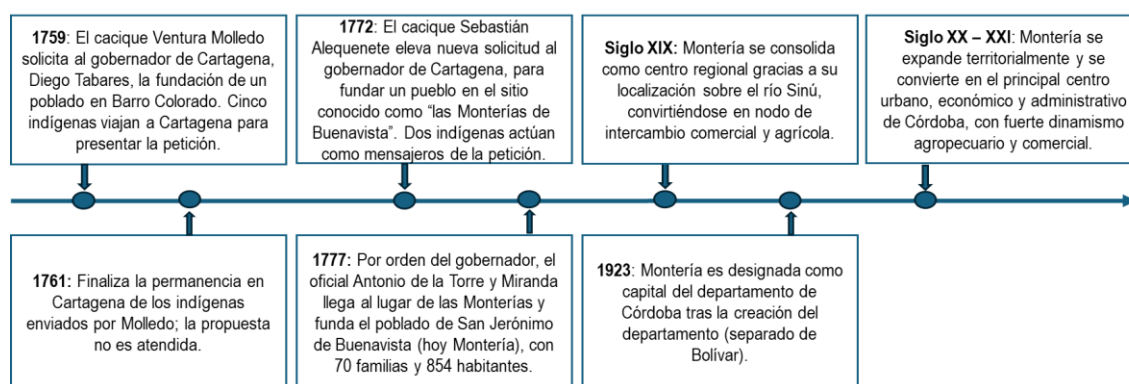 1759: El cacique Ventura Molledo
solicita al gobernador de Cartagena,
Diego Tabares, la fundación de un
poblado en Barro Colorado. Cinco
indígenas viajan a Cartagena para
presentar la petición.
1772: El cacique Sebastián
Alequenete eleva nueva solicitud al
gobernador de Cartagena, para
fundar un pueblo en el sitio
conocido como “las Monterías de
Buenavista”. Dos indígenas actúan
como mensajeros de la petición.
Siglo XIX: Montería se consolida
como centro regional gracias a su
localización sobre el río Sinú,
convirtiéndose en nodo de
intercambio comercial y agrícola.
Siglo XX – XXI: Montería se
expande territorialmente y se
convierte en el principal centro
urbano, económico y administrativo
de Córdoba, con fuerte dinamismo
agropecuario y comercial.
1761: Finaliza la permanencia en
Cartagena de los indígenas
enviados por Molledo; la propuesta
no es atendida.
1777: Por orden del gobernador, el
oficial Antonio de la Torre y Miranda
llega al lugar de las Monterías y
funda el poblado de San Jerónimo
de Buenavista (hoy Montería), con
70 familias y 854 habitantes.
1923: Montería es designada como
capital del departamento de
Córdoba tras la creación del
departamento (separado de
Bolívar).